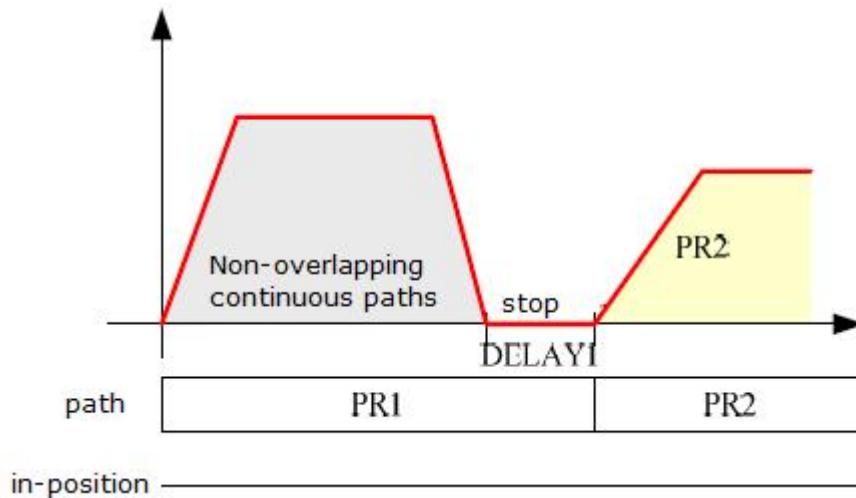 Non-overlapping
continuous paths
stop
PR2
DELAY1
path
PR1
PR2
in-position